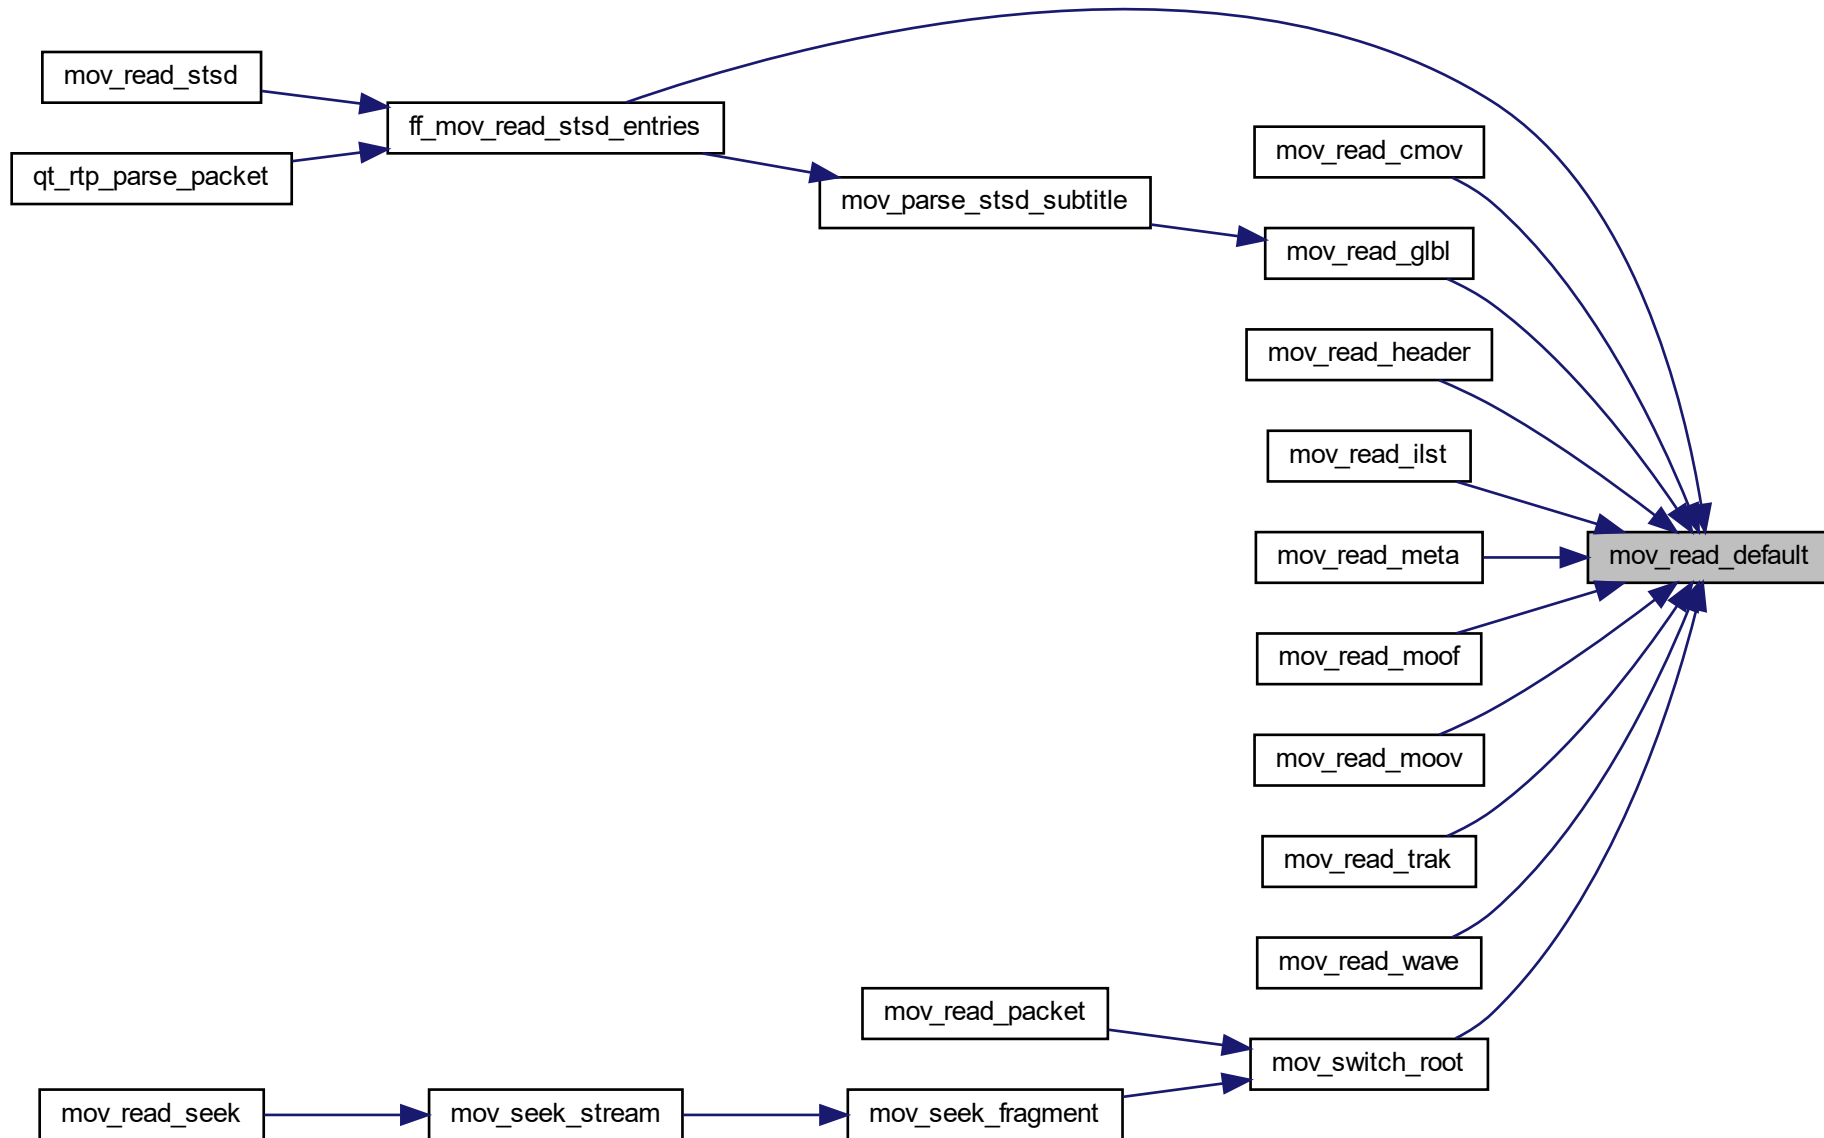 mov_read_stsd
ff_mov_read_stsd_entries
mov_read_cmov
qt_rtp_parse_packet
mov_parse_stsd_subtitle
mov_read_glbl
mov_read_header
mov_read_ilst
mov_read_meta
mov_read_default
mov_read_moof
mov_read_moov
mov_read_trak
mov_read_wave
mov_read_packet
mov_switch_root
mov_read_seek
mov_seek_stream
mov_seek_fragment